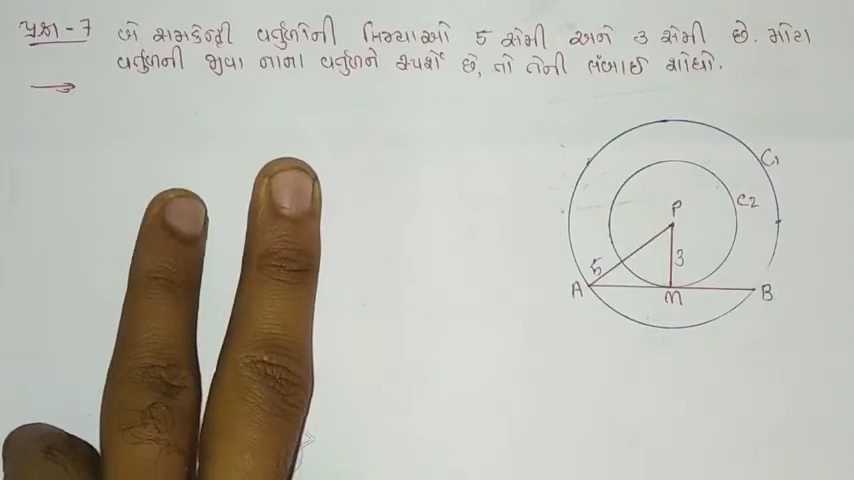 પ્રશ્ન - 7 બે સમકેન્દ્રી વર્તુળોની ત્રિજ્યાઓ 5 સેમી અને 3 સેમી છે. મોટા
વર્તુળની જીવા નાના વર્તુળને સ્પર્શે છે, તો તેની લંબાઈ શોધો.
C1
C2
P
5
3
A
M
B